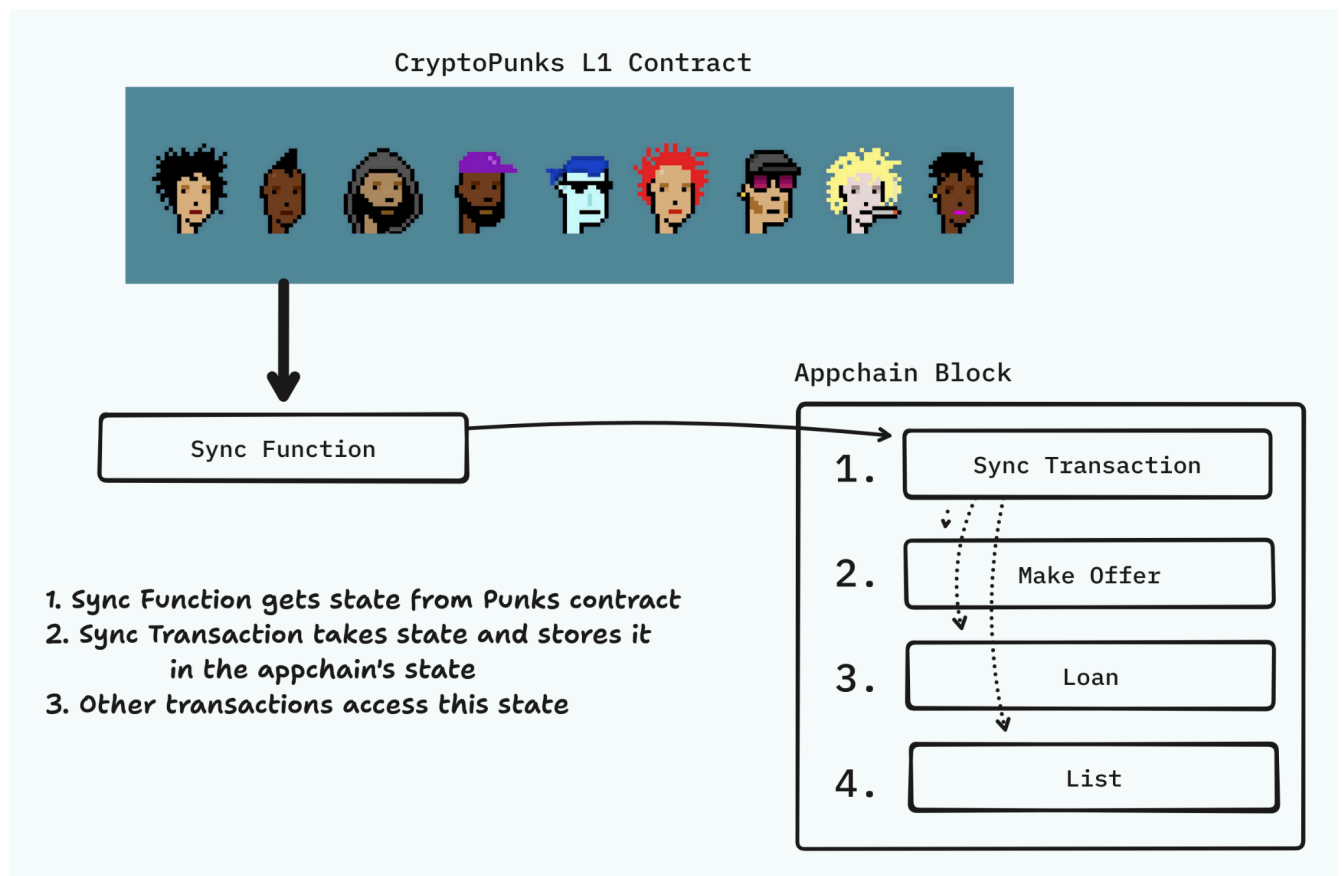 CryptoPunks L1 Contract
Sync Function
Appchain Block
1. Sync Transaction
2. Make Offer
3. Loan
4. List
1. Sync Function gets state from Punks contract
2. Sync Transaction takes state and stores it
in the appchain's state
3. Other transactions access this state